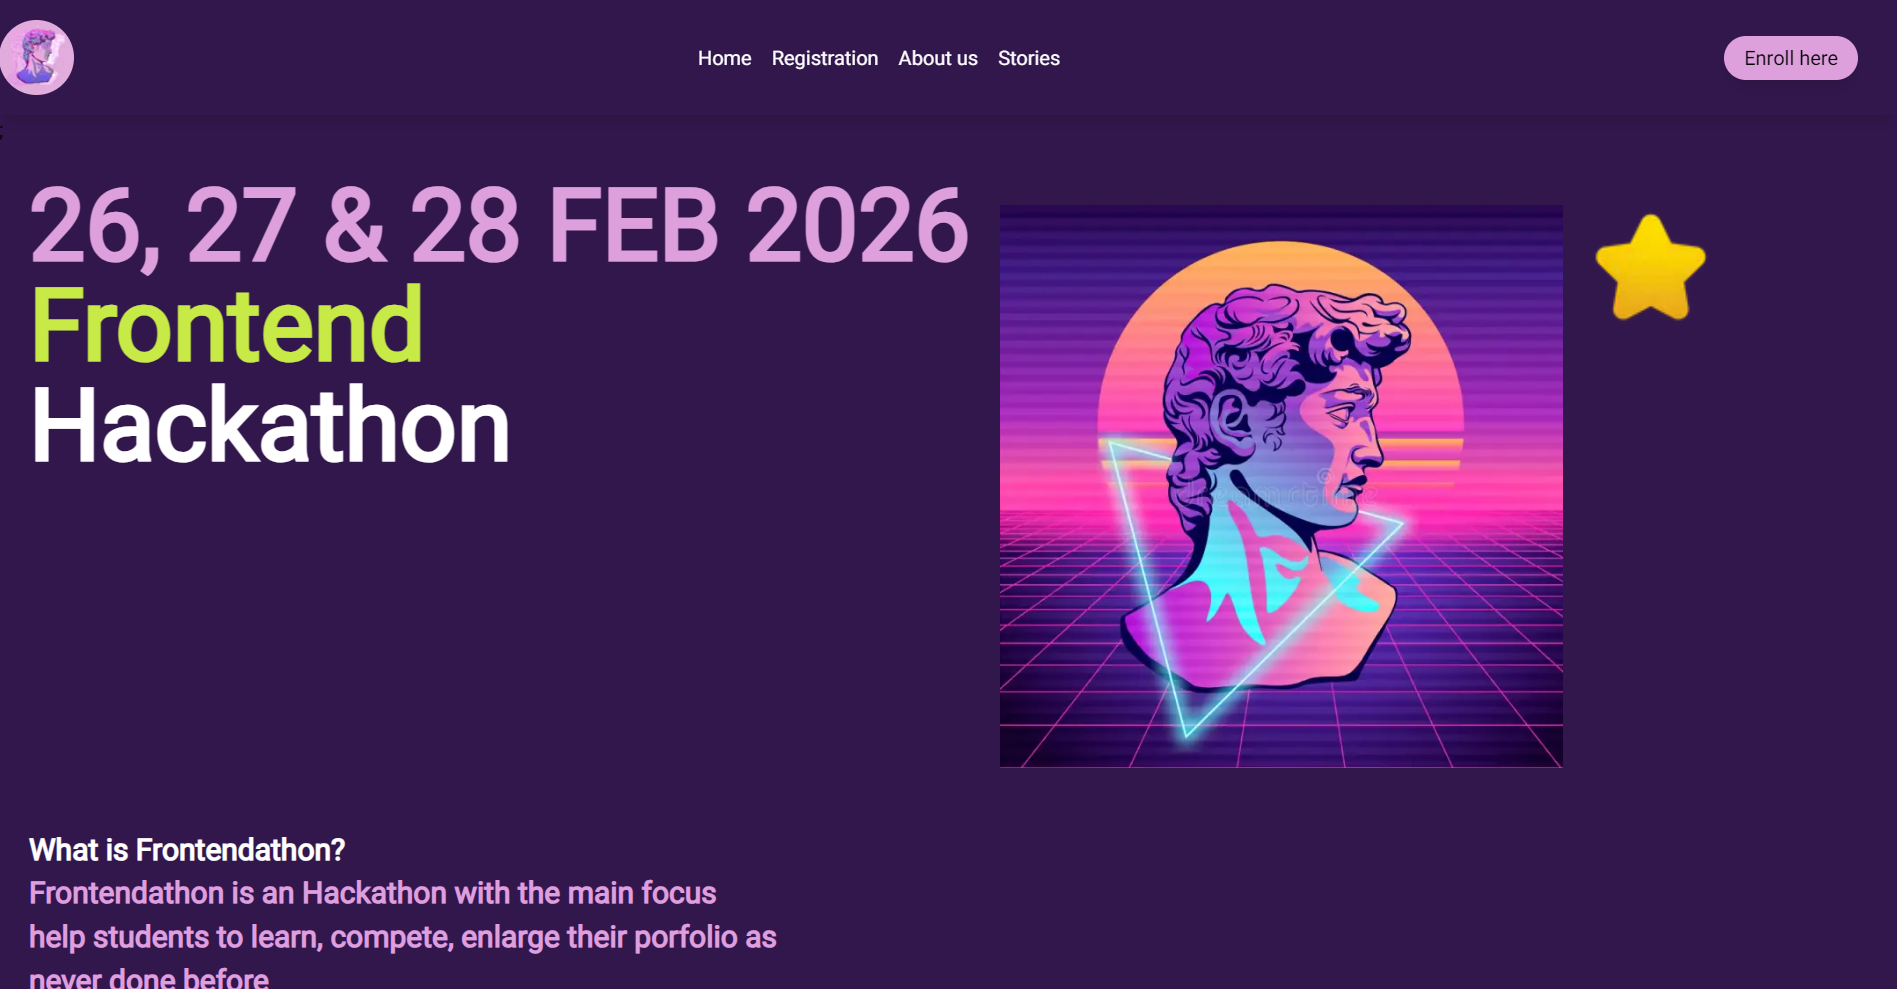 Home Registration About us Stories
Enroll here
;
26, 27 & 28 FEB 2026
Frontend
Hackathon
dreamstime
What is Frontendathon?
Frontendathon is an Hackathon with the main focus
help students to learn, compete, enlarge their porfolio as
never done before